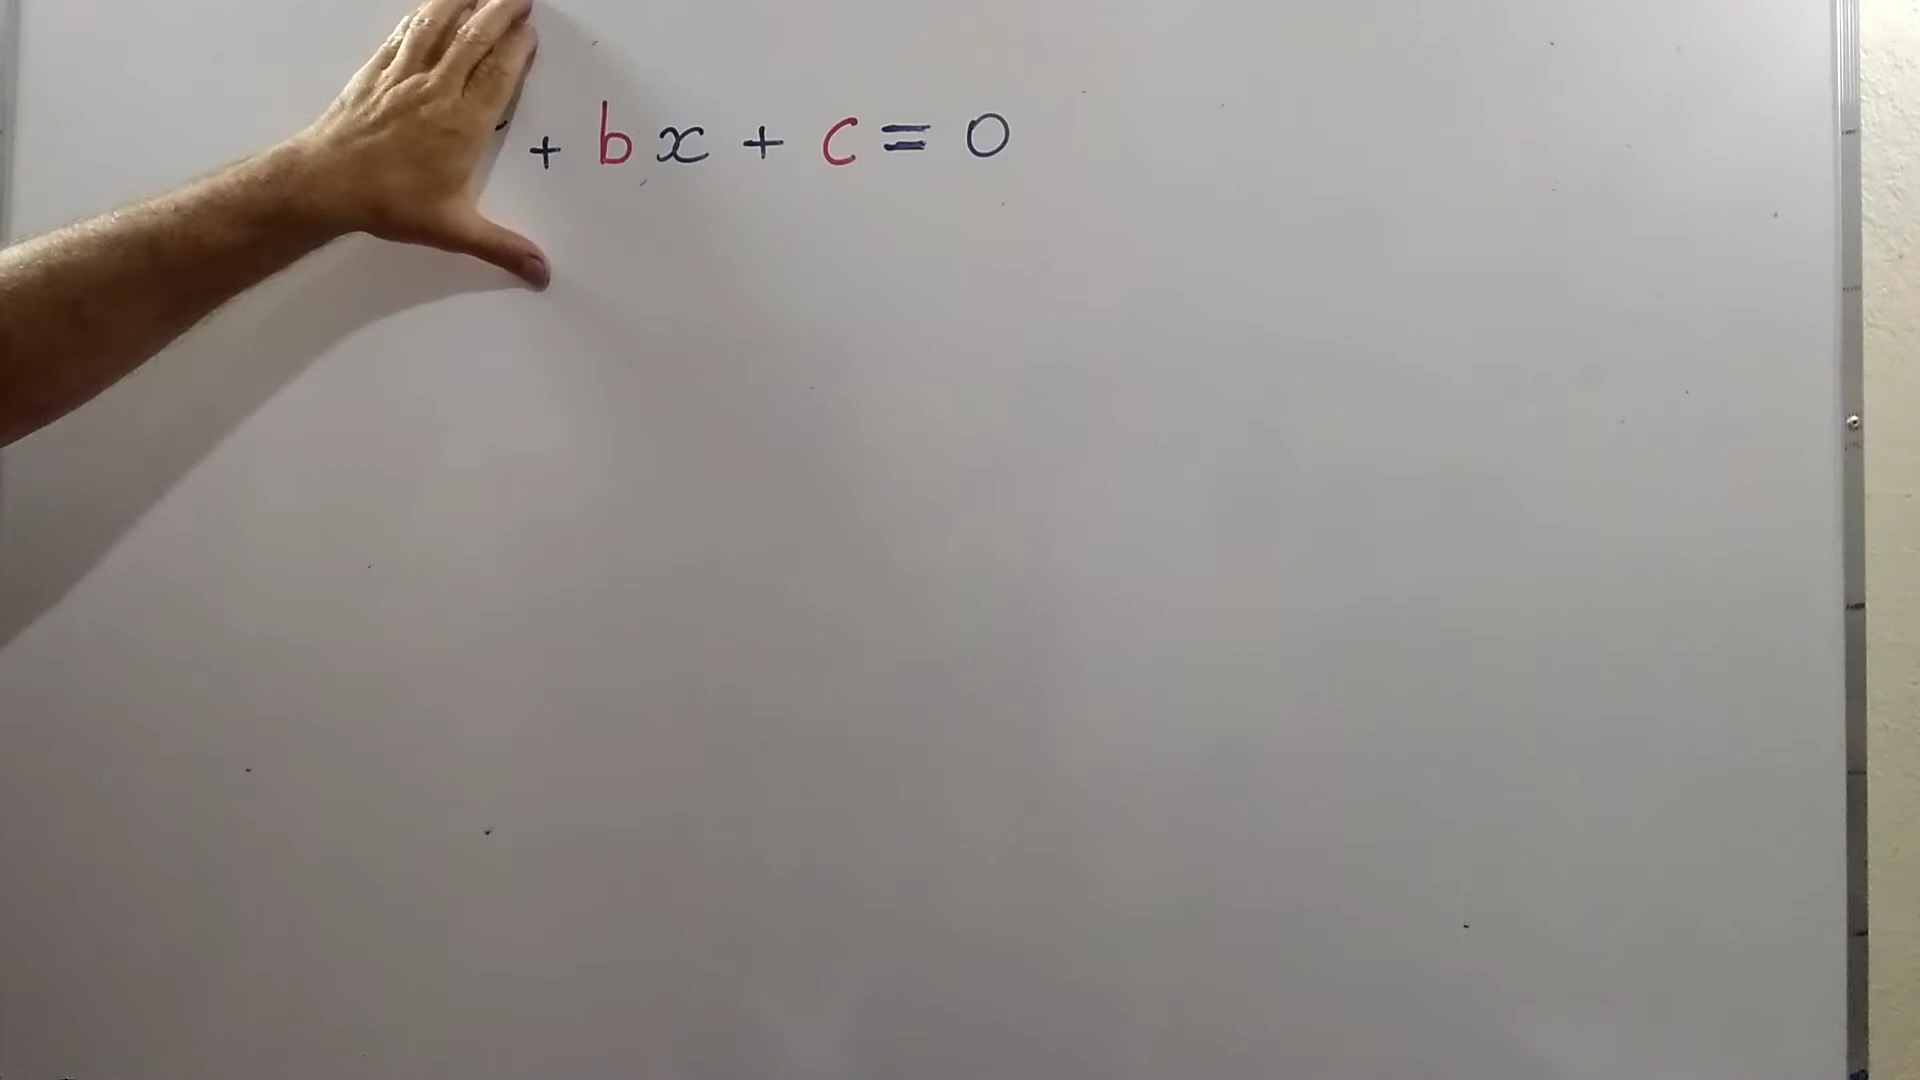 + bx + c = 0